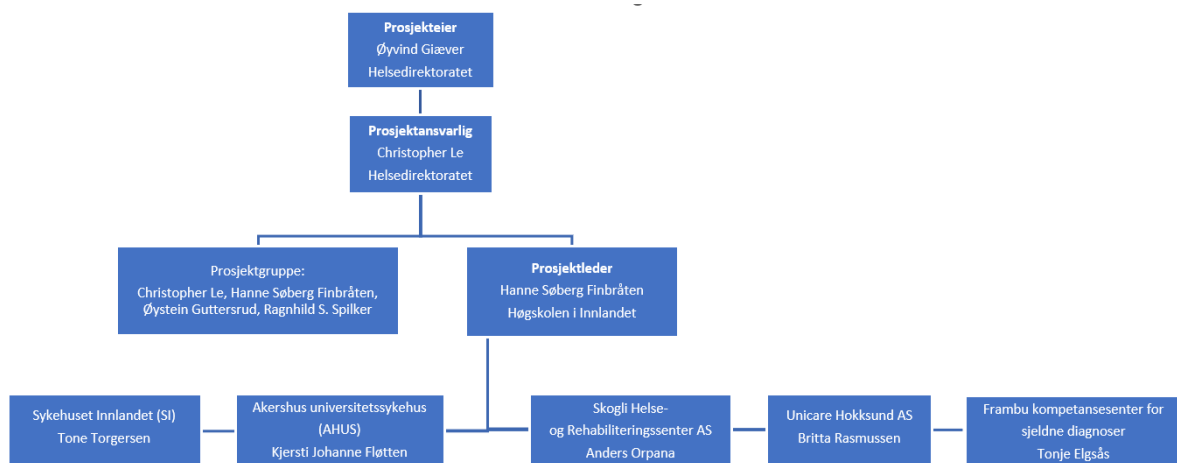 Prosjekteier
Øyvind Giæver
Helsedirektoratet
Prosjektansvarlig
Christopher Le
Helsedirektoratet
Prosjektgruppe:
Christopher Le, Hanne Søberg Finbråten,
Øystein Guttersrud, Ragnhild S. Spilker
Prosjektleder
Hanne Søberg Finbråten
Høgskolen i Innlandet
Sykehuset Innlandet (SI)
Tone Torgersen
Akershus universitetssykehus
(AHUS)
Kjersti Johanne Fløtten
Skogli Helse-
og Rehabiliteringssenter AS
Anders Orpana
Unicare Hokksund AS
Britta Rasmussen
Frambu kompetansesenter for
sjeldne diagnoser
Tonje Elgsås